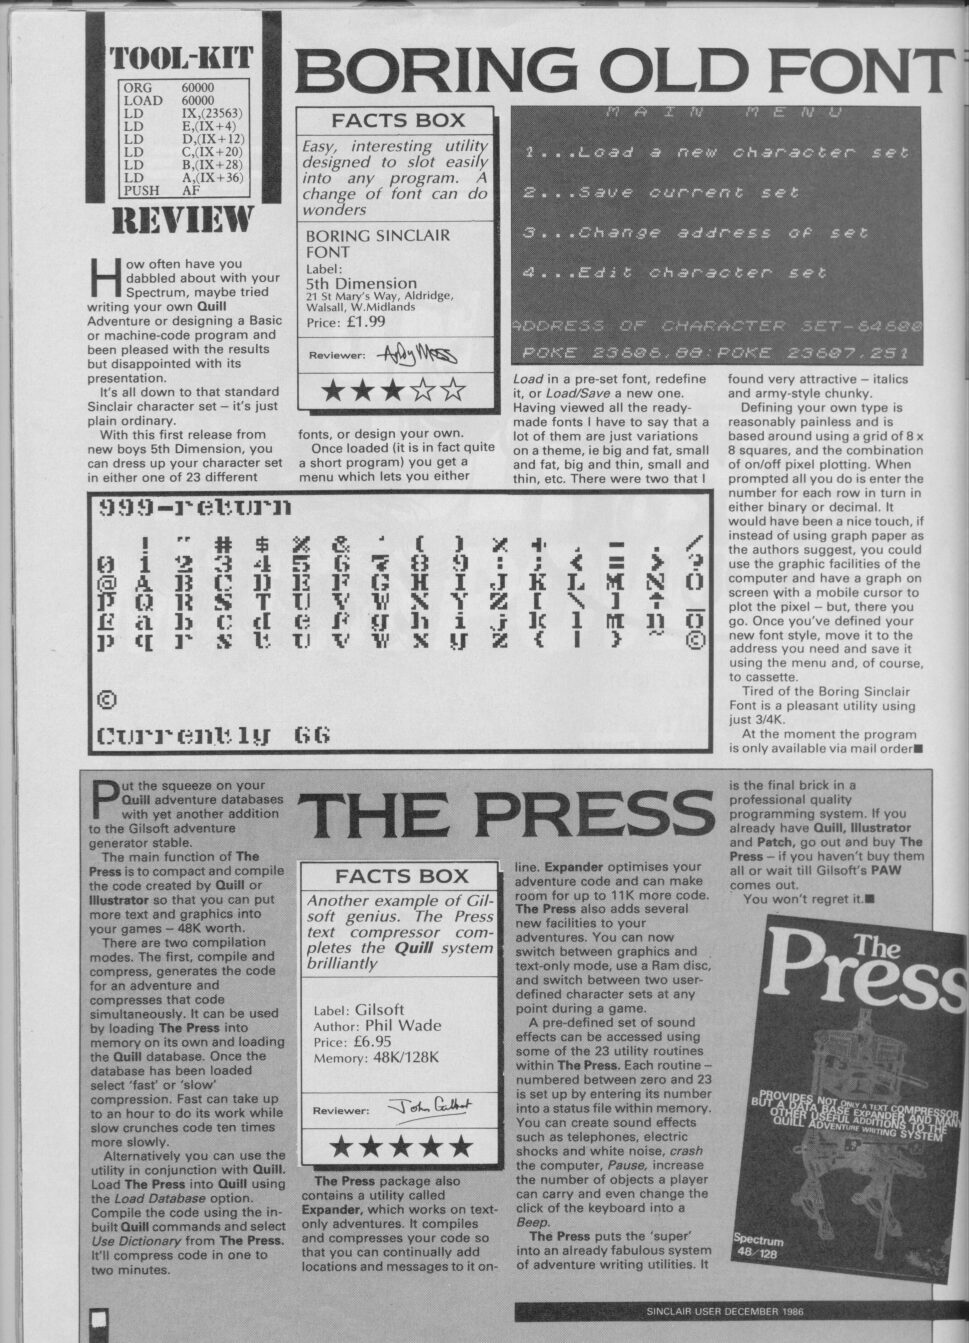 TOOL-KIT
ORG 60000
LOAD 60000
LD IX,(23563)
LD E,(IX+4)
LD D,(IX+12)
LD C,(IX+20)
LD B,(IX+28)
LD A,(IX+36)
PUSH AF
REVIEW
BORING OLD FONT
How often have you
dabbled about with your
Spectrum, maybe tried
writing your own Quill
Adventure or designing a Basic
or machine-code program and
been pleased with the results
but disappointed with its
presentation.
It's all down to that standard
Sinclair character set – it's just
plain ordinary.
With this first release from
new boys 5th Dimension, you
can dress up your character set
in either one of 23 different
FACTS BOX
Easy, interesting utility
designed to slot easily
into any program. A
change of font can do
wonders
BORING SINCLAIR
FONT
Label:
5th Dimension
21 St Mary's Way, Aldridge,
Walsall, W.Midlands
Price: £1.99
Reviewer: Andy Moss
★★★☆☆
fonts, or design your own.
Once loaded (it is in fact quite
a short program) you get a
menu which lets you either
MAIN MENU
1...Load a new character set
2...Save current set
3...Change address of set
4...Edit character set
ADDRESS OF CHARACTER SET-64600
POKE 23606,88:POKE 23607,251
Load in a pre-set font, redefine
it, or Load/Save a new one.
Having viewed all the ready-
made fonts I have to say that a
lot of them are just variations
on a theme, ie big and fat, small
and fat, big and thin, small and
thin, etc. There were two that I
found very attractive – italics
and army-style chunky.
Defining your own type is
reasonably painless and is
based around using a grid of 8 x
8 squares, and the combination
of on/off pixel plotting. When
prompted all you do is enter the
number for each row in turn in
either binary or decimal. It
would have been a nice touch, if
instead of using graph paper as
the authors suggest, you could
use the graphic facilities of the
computer and have a graph on
screen with a mobile cursor to
plot the pixel – but, there you
go. Once you've defined your
new font style, move it to the
address you need and save it
using the menu and, of course,
to cassette.
Tired of the Boring Sinclair
Font is a pleasant utility using
just 3/4K.
At the moment the program
is only available via mail order■
999-return
! " # $ % & ' ( ) * + , - . /
0 1 2 3 4 5 6 7 8 9 : ; < = > ?
@ A B C D E F G H I J K L M N O
P Q R S T U V W X Y Z [ \ ] ↑ _
£ a b c d e f g h i j k l m n o
p q r s t u v w x y z { | } ~ ©
©
Currently 66
THE PRESS
Put the squeeze on your
Quill adventure databases
with yet another addition
to the Gilsoft adventure
generator stable.
The main function of The
Press is to compact and compile
the code created by Quill or
Illustrator so that you can put
more text and graphics into
your games – 48K worth.
There are two compilation
modes. The first, compile and
compress, generates the code
for an adventure and
compresses that code
simultaneously. It can be used
by loading The Press into
memory on its own and loading
the Quill database. Once the
database has been loaded
select 'fast' or 'slow'
compression. Fast can take up
to an hour to do its work while
slow crunches code ten times
more slowly.
Alternatively you can use the
utility in conjunction with Quill.
Load The Press into Quill using
the Load Database option.
Compile the code using the in-
built Quill commands and select
Use Dictionary from The Press.
It'll compress code in one to
two minutes.
FACTS BOX
Another example of Gil-
soft genius. The Press
text compressor com-
pletes the Quill system
brilliantly
Label: Gilsoft
Author: Phil Wade
Price: £6.95
Memory: 48K/128K
Reviewer: John Gilbert
★★★★★
The Press package also
contains a utility called
Expander, which works on text-
only adventures. It compiles
and compresses your code so
that you can continually add
locations and messages to it on-
line. Expander optimises your
adventure code and can make
room for up to 11K more code.
The Press also adds several
new facilities to your
adventures. You can now
switch between graphics and
text-only mode, use a Ram disc,
and switch between two user-
defined character sets at any
point during a game.
A pre-defined set of sound
effects can be accessed using
some of the 23 utility routines
within The Press. Each routine –
numbered between zero and 23
is set up by entering its number
into a status file within memory.
You can create sound effects
such as telephones, electric
shocks and white noise, crash
the computer, Pause, increase
the number of objects a player
can carry and even change the
click of the keyboard into a
Beep.
The Press puts the 'super'
into an already fabulous system
of adventure writing utilities. It
is the final brick in a
professional quality
programming system. If you
already have Quill, Illustrator
and Patch, go out and buy The
Press – if you haven't buy them
all or wait till Gilsoft's PAW
comes out.
You won't regret it.■
The
Press
PROVIDES NOT ONLY A TEXT COMPRESSOR
BUT A DATA BASE EXPANDER AND MANY
OTHER USEFUL ADDITIONS TO THE
QUILL ADVENTURE WRITING SYSTEM
Spectrum
48/128
SINCLAIR USER DECEMBER 1986